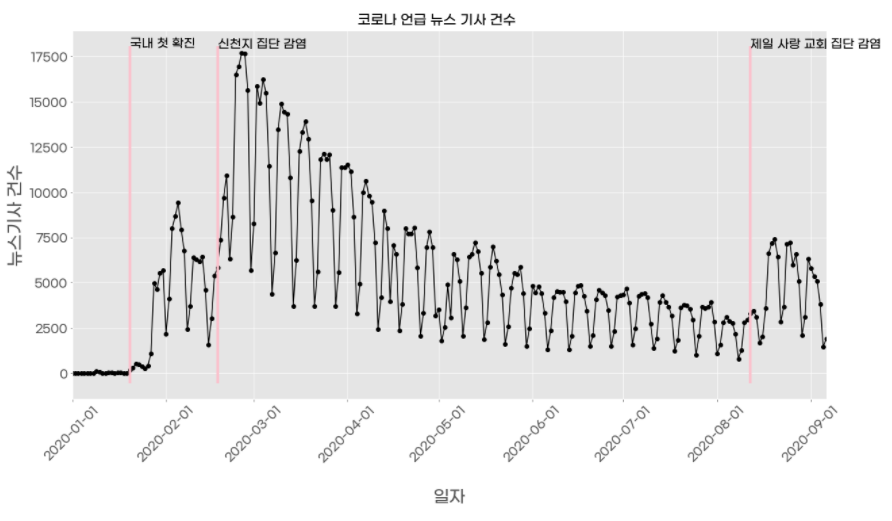 코로나 언급 뉴스 기사 건수
국내 첫 확진
신천지 집단 감염
제일 사랑 교회 집단 감염
17500
15000
12500
10000
7500
5000
2500
0
뉴스기사 건수
2020-01-01
2020-02-01
2020-03-01
2020-04-01
2020-05-01
2020-06-01
2020-07-01
2020-08-01
2020-09-01
일자